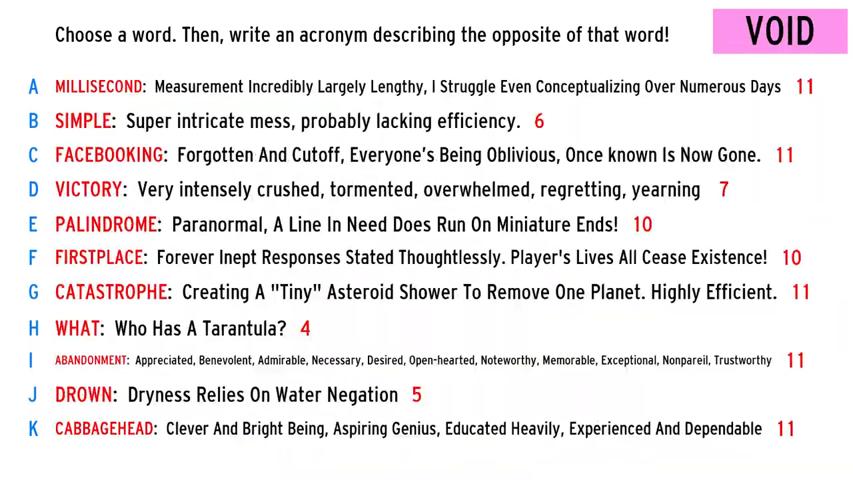 Choose a word. Then, write an acronym describing the opposite of that word!
VOID
A MILLISECOND: Measurement Incredibly Largely Lengthy, I Struggle Even Conceptualizing Over Numerous Days 11
B SIMPLE: Super intricate mess, probably lacking efficiency. 6
C FACEBOOKING: Forgotten And Cutoff, Everyone's Being Oblivious, Once known Is Now Gone. 11
D VICTORY: Very intensely crushed, tormented, overwhelmed, regretting, yearning 7
E PALINDROME: Paranormal, A Line In Need Does Run On Miniature Ends! 10
F FIRSTPLACE: Forever Inept Responses Stated Thoughtlessly. Player's Lives All Cease Existence! 10
G CATASTROPHE: Creating A "Tiny" Asteroid Shower To Remove One Planet. Highly Efficient. 11
H WHAT: Who Has A Tarantula? 4
I ABANDONMENT: Appreciated, Benevolent, Admirable, Necessary, Desired, Open-hearted, Noteworthy, Memorable, Exceptional, Nonpareil, Trustworthy 11
J DROWN: Dryness Relies On Water Negation 5
K CABBAGEHEAD: Clever And Bright Being, Aspiring Genius, Educated Heavily, Experienced And Dependable 11